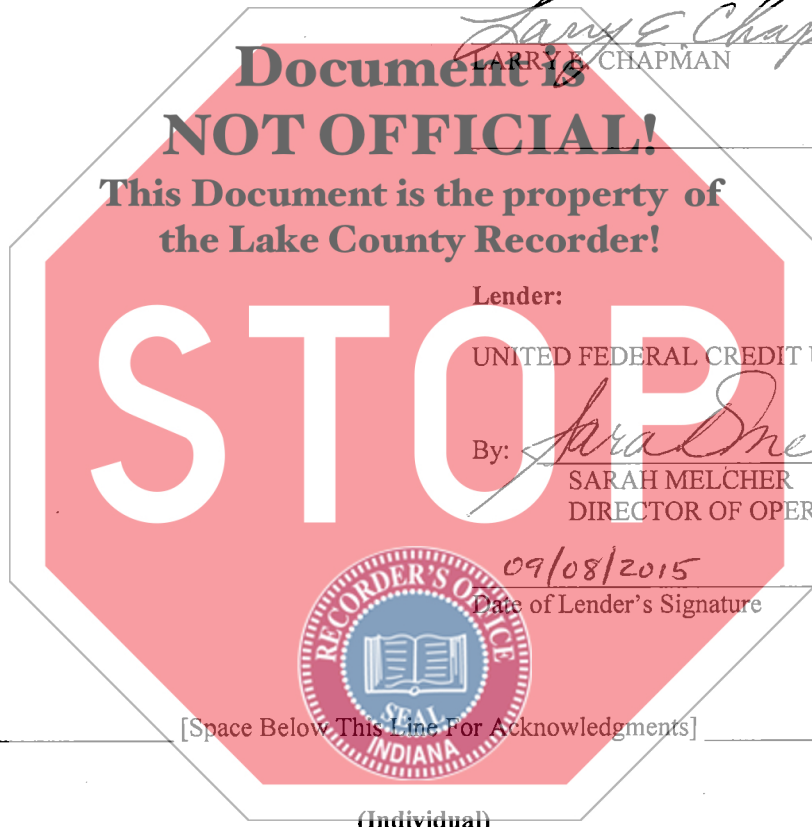 Larry E Chap
LARRY E. CHAPMAN
Document is
NOT OFFICIAL!
This Document is the property of
the Lake County Recorder!
Lender:
UNITED FEDERAL CREDIT U
STOP
By:
SARAH MELCHER
DIRECTOR OF OPER
09/08/2015
Date of Lender's Signature
RECORDER'S OFFICE
SEAL
INDIANA
[Space Below This Line For Acknowledgments]
(Individual)